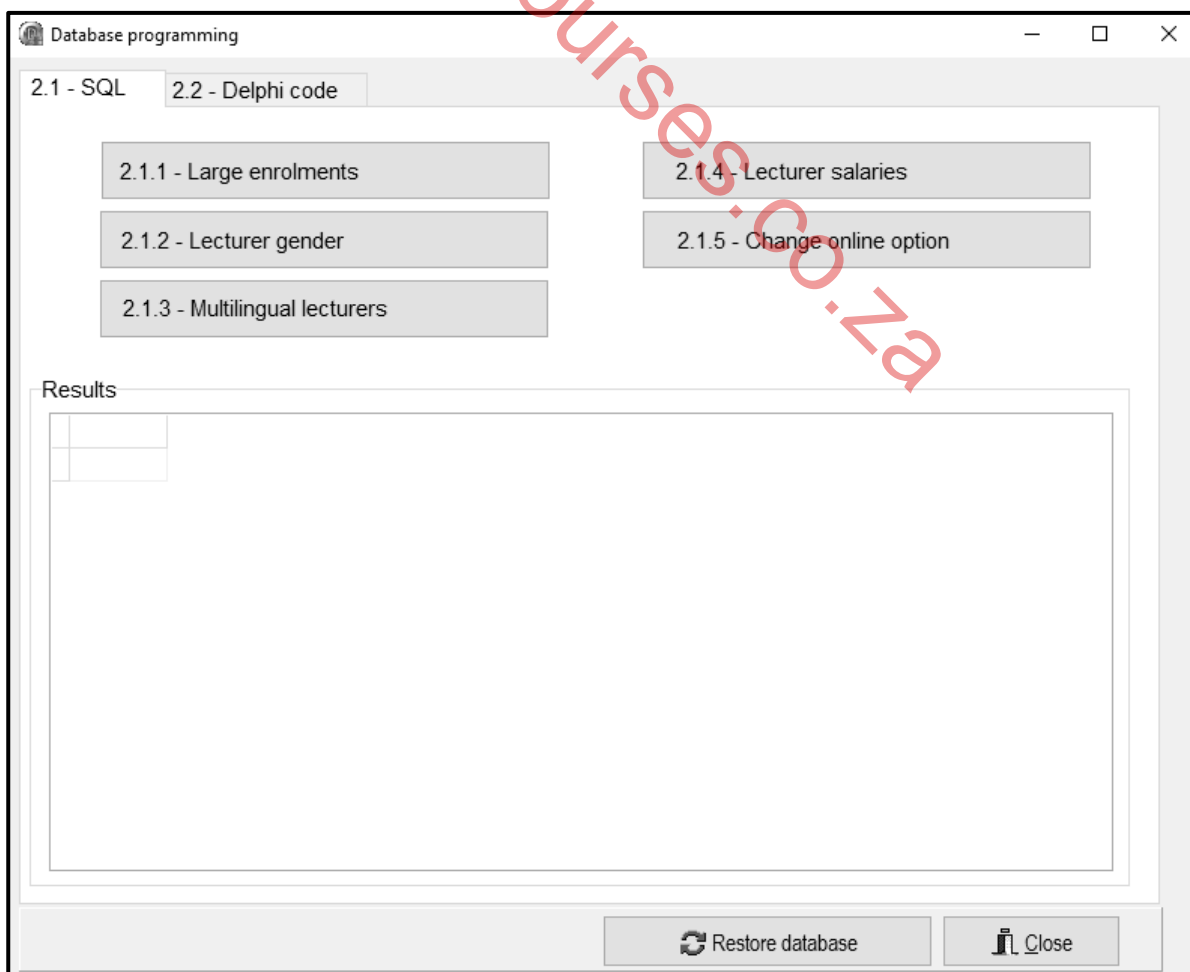 Database programming
2.1 - SQL
2.2 - Delphi code
2.1.1 - Large enrolments
2.1.4 - Lecturer salaries
2.1.2 - Lecturer gender
2.1.5 - Change online option
2.1.3 - Multilingual lecturers
Results
Restore database
Close
ourses.co.za